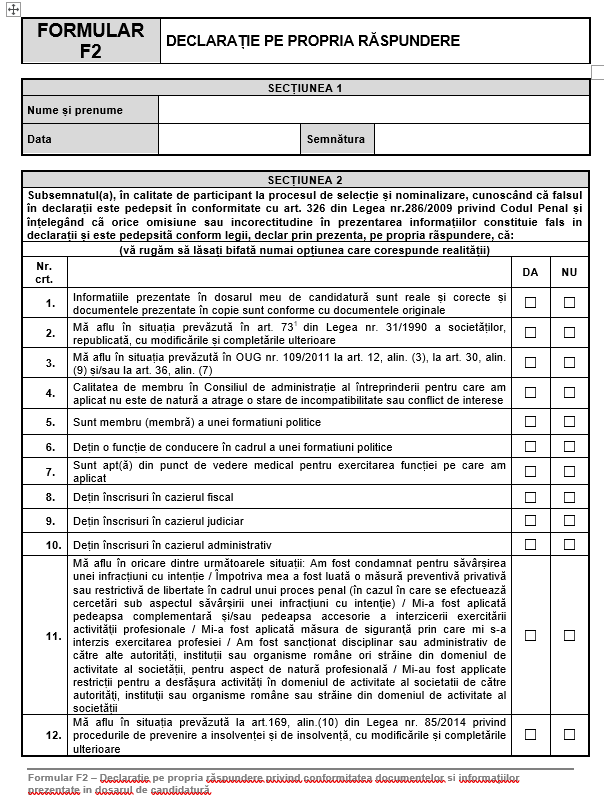 FORMULAR
F2
DECLARAȚIE PE PROPRIA RĂSPUNDERE
SECȚIUNEA 1
Nume și prenume
Data
Semnătura
SECȚIUNEA 2
Subsemnatul(a), în calitate de participant la procesul de selecție și nominalizare, cunoscând că falsul
în declarații este pedepsit în conformitate cu art. 326 din Legea nr.286/2009 privind Codul Penal și
înțelegând că orice omisiune sau incorectitudine în prezentarea informațiilor constituie fals in
declarații și este pedepsită conform legii, declar prin prezenta, pe propria răspundere, că:
(vă rugăm să lăsați bifată numai opțiunea care corespunde realității)
Nr.
crt.
DA
NU
1.
Informatiile prezentate în dosarul meu de candidatură sunt reale și corecte și
documentele prezentate în copie sunt conforme cu documentele originale
☐ ☐
2.
Mă aflu în situația prevăzută în art. 73¹ din Legea nr. 31/1990 a societăților,
republicată, cu modificările și completările ulterioare
☐ ☐
3.
Mă aflu în situația prevăzută în OUG nr. 109/2011 la art. 12, alin. (3), la art. 30, alin.
(9) și/sau la art. 36, alin. (7)
☐ ☐
4.
Calitatea de membru în Consiliul de administrație al întreprinderii pentru care am
aplicat nu este de natură a atrage o stare de incompatibilitate sau conflict de interese
☐ ☐
5.
Sunt membru (membră) a unei formatiuni politice
☐ ☐
6.
Dețin o funcție de conducere în cadrul a unei formatiuni politice
☐ ☐
7.
Sunt apt(ă) din punct de vedere medical pentru exercitarea funcției pe care am
aplicat
☐ ☐
8.
Dețin înscrisuri în cazierul fiscal
☐ ☐
9.
Dețin înscrisuri în cazierul judiciar
☐ ☐
10.
Dețin înscrisuri în cazierul administrativ
☐ ☐
11.
Mă aflu în oricare dintre următoarele situații: Am fost condamnat pentru săvârșirea
unei infracțiuni cu intenție / Împotriva mea a fost luată o măsură preventivă privativă
sau restrictivă de libertate în cadrul unui proces penal (în cazul în care se efectuează
cercetări sub aspectul săvârșirii unei infracţiuni cu intenţie) / Mi-a fost aplicată
pedeapsa complementară şi/sau pedeapsa accesorie a interzicerii exercitării
activității profesionale / Mi-a fost aplicată măsura de siguranță prin care mi s-a
interzis exercitarea profesiei / Am fost sancționat disciplinar sau administrativ de
către alte autorități, instituții sau organisme române ori străine din domeniul de
activitate al societății, pentru aspect de natură profesională / Mi-au fost applicate
restricții pentru a desfășura activități în domeniul de activitate al societatii de către
autorități, instituții sau organisme române sau străine din domeniul de activitate al
societății
☐ ☐
12.
Mă aflu în situația prevăzută la art.169, alin.(10) din Legea nr. 85/2014 privind
procedurile de prevenire a insolvenței și de insolvență, cu modificările și completările
ulterioare
☐ ☐
Formular F2 – Declarație pe propria răspundere privind conformitatea documentelor si informațiilor
prezentate in dosarul de candidatură.